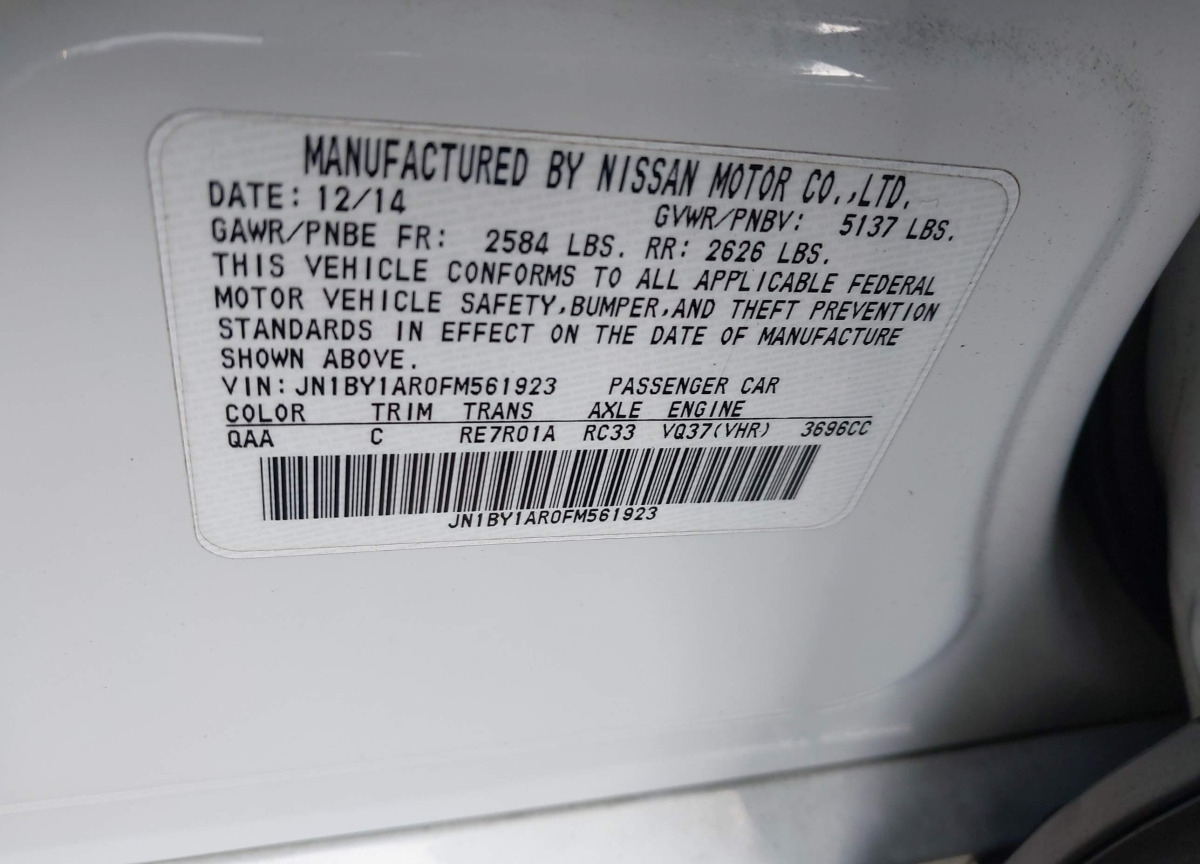 MANUFACTURED BY NISSAN MOTOR CO.,LTD.
DATE: 12/14 GVWR/PNBV: 5137 LBS.
GAWR/PNBE FR: 2584 LBS. RR: 2626 LBS.
THIS VEHICLE CONFORMS TO ALL APPLICABLE FEDERAL
MOTOR VEHICLE SAFETY,BUMPER,AND THEFT PREVENTION
STANDARDS IN EFFECT ON THE DATE OF MANUFACTURE
SHOWN ABOVE.
VIN: JN1BY1AR0FM561923 PASSENGER CAR
COLOR TRIM TRANS AXLE ENGINE
QAA C RE7R01A RC33 VQ37(VHR) 3696CC
JN1BY1AR0FM561923